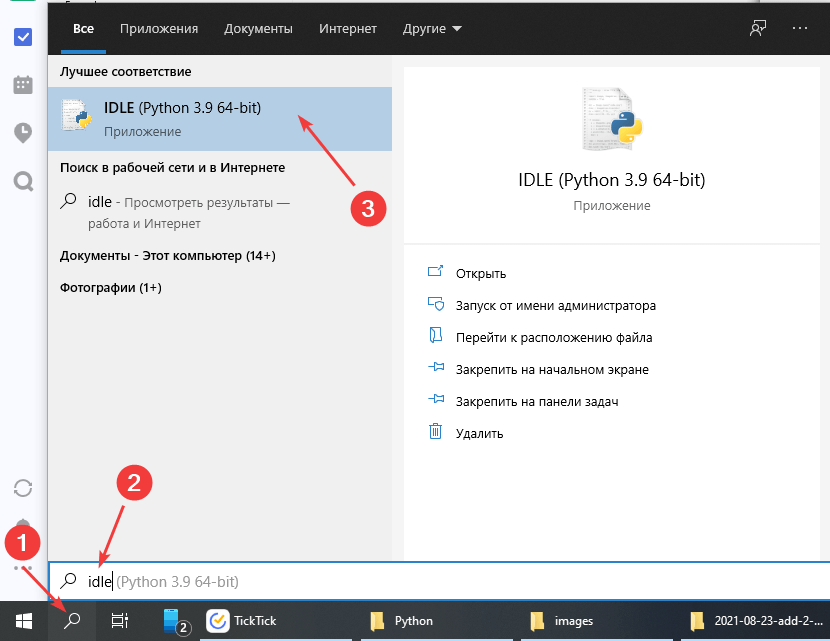 Все Приложения Документы Интернет Другие
Лучшее соответствие
IDLE (Python 3.9 64-bit)
Приложение
3
Поиск в рабочей сети и в Интернете
idle - Просмотреть результаты —
работа и Интернет
Документы - Этот компьютер (14+)
Фотографии (1+)
IDLE (Python 3.9 64-bit)
Приложение
Открыть
Запуск от имени администратора
Перейти к расположению файла
Закрепить на начальном экране
Закрепить на панели задач
Удалить
2
1
idle (Python 3.9 64-bit)
2 TickTick Python images 2021-08-23-add-2-...